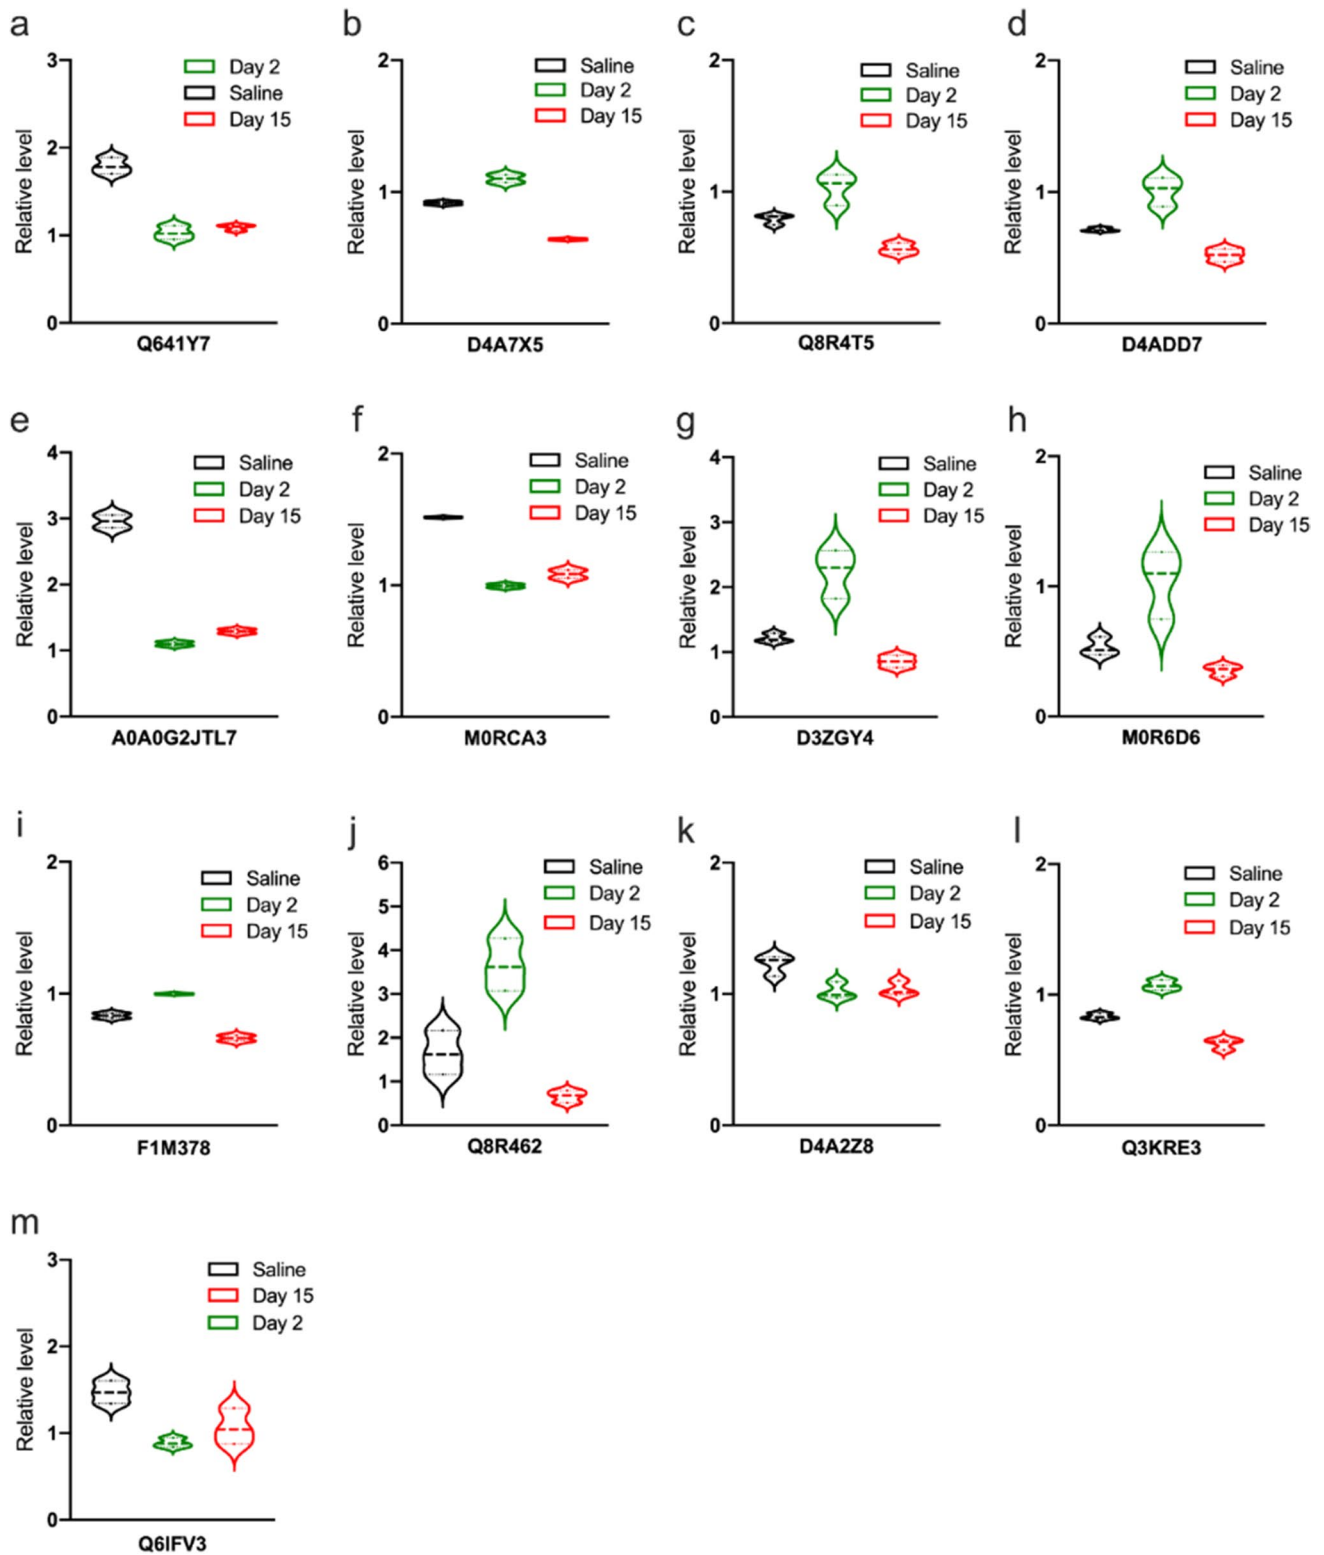 a
3
2
1
0
Relative level
Day 2
Saline
Day 15
Q641Y7
b
2
1
0
Relative level
Saline
Day 2
Day 15
D4A7X5
c
2
1
0
Relative level
Saline
Day 2
Day 15
Q8R4T5
d
2
1
0
Relative level
Saline
Day 2
Day 15
D4ADD7
e
4
3
2
1
0
Relative level
Saline
Day 2
Day 15
A0A0G2JTL7
f
2
1
0
Relative level
Saline
Day 2
Day 15
M0RCA3
g
4
3
2
1
0
Relative level
Saline
Day 2
Day 15
D3ZGY4
h
2
1
0
Relative level
Saline
Day 2
Day 15
M0R6D6
i
2
1
0
Relative level
Saline
Day 2
Day 15
F1M378
j
6
5
4
3
2
1
0
Relative level
Saline
Day 2
Day 15
Q8R462
k
2
1
0
Relative level
Saline
Day 2
Day 15
D4A2Z8
l
2
1
0
Relative level
Saline
Day 2
Day 15
Q3KRE3
m
3
2
1
0
Relative level
Saline
Day 15
Day 2
Q6IFV3